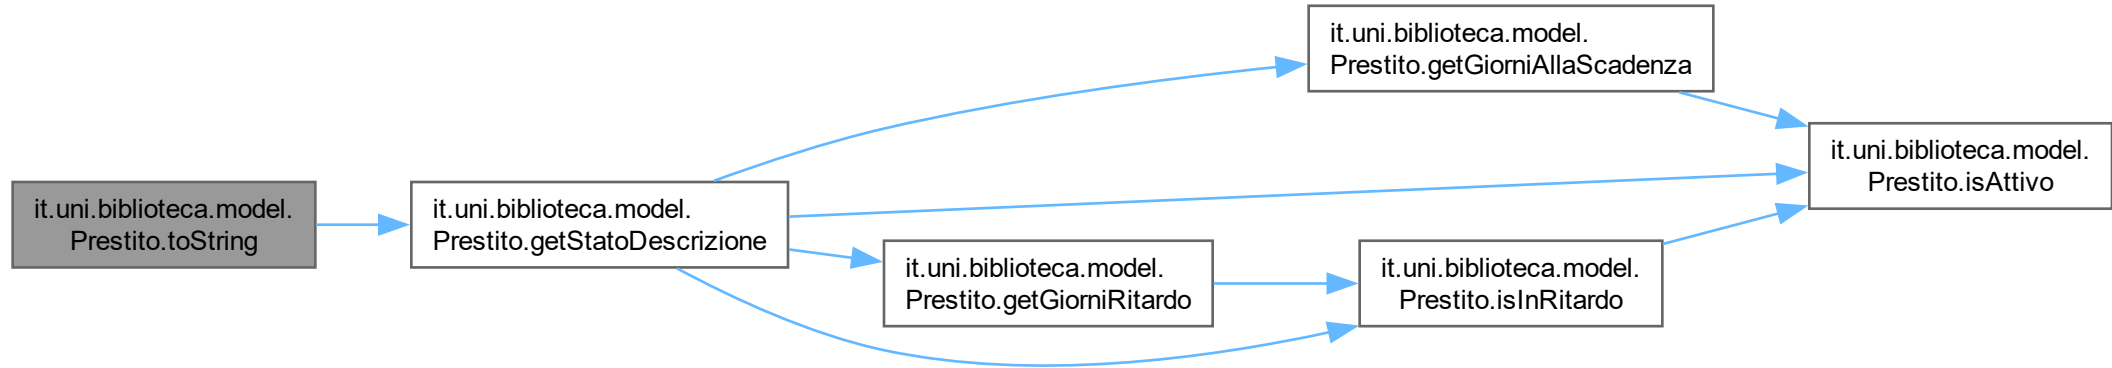 it.uni.biblioteca.model.
Prestito.toString
it.uni.biblioteca.model.
Prestito.getStatoDescrizione
it.uni.biblioteca.model.
Prestito.getGiorniAllaScadenza
it.uni.biblioteca.model.
Prestito.isAttivo
it.uni.biblioteca.model.
Prestito.getGiorniRitardo
it.uni.biblioteca.model.
Prestito.isInRitardo